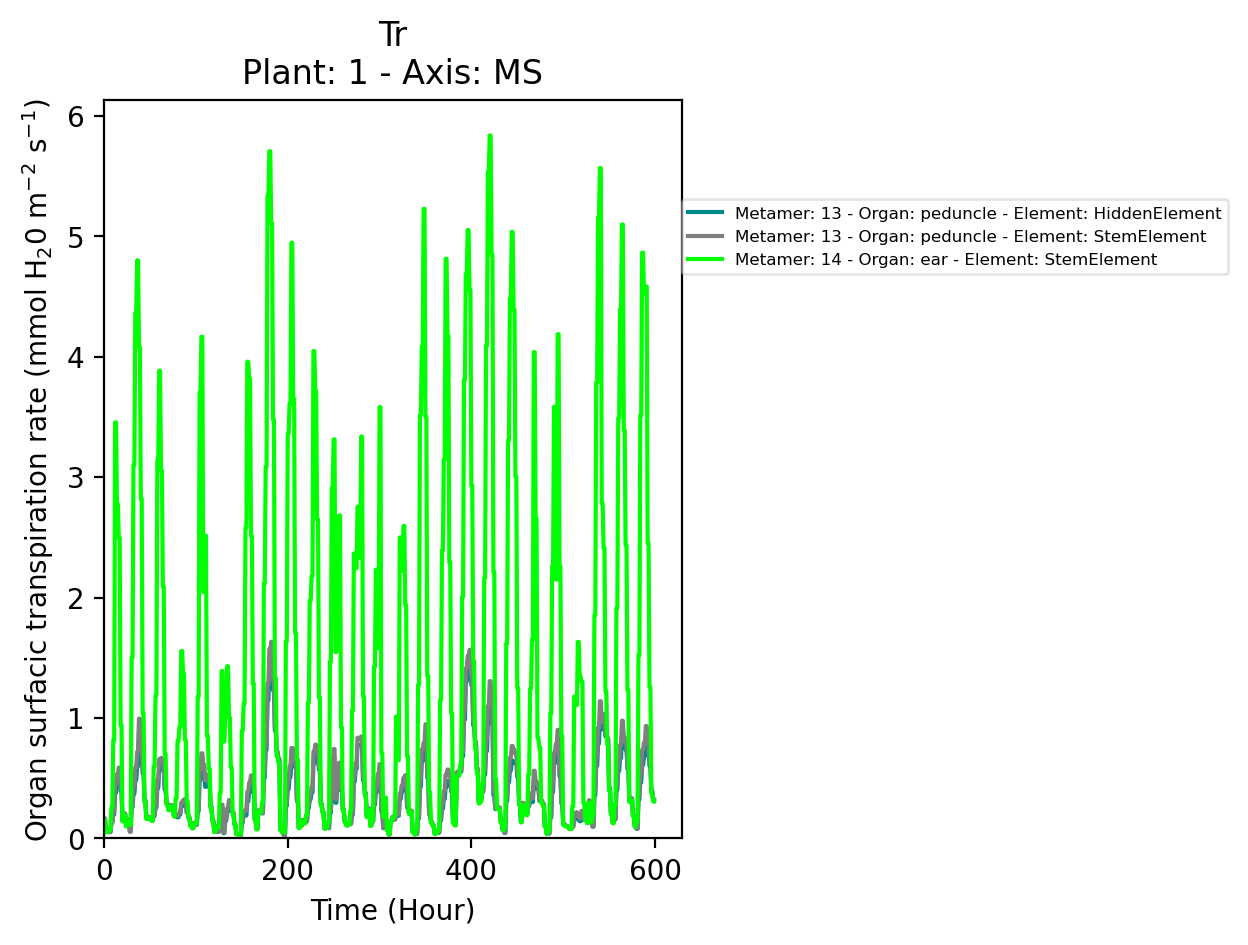 Tr
Plant: 1 - Axis: MS
Organ surfacic transpiration rate (mmol H₂0 m⁻² s⁻¹)
6
5
4
3
2
1
0
0 200 400 600
Time (Hour)
Metamer: 13 - Organ: peduncle - Element: HiddenElement
Metamer: 13 - Organ: peduncle - Element: StemElement
Metamer: 14 - Organ: ear - Element: StemElement